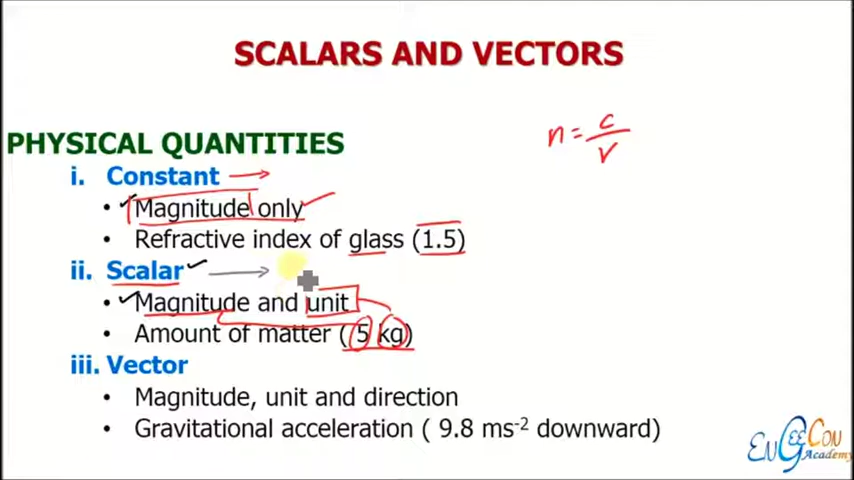 SCALARS AND VECTORS
n = c/v
PHYSICAL QUANTITIES
i. Constant
• Magnitude only
• Refractive index of glass (1.5)
ii. Scalar
• Magnitude and unit
• Amount of matter ( 5 kg)
iii. Vector
• Magnitude, unit and direction
• Gravitational acceleration ( 9.8 ms⁻² downward)
ENGEECON
Academy